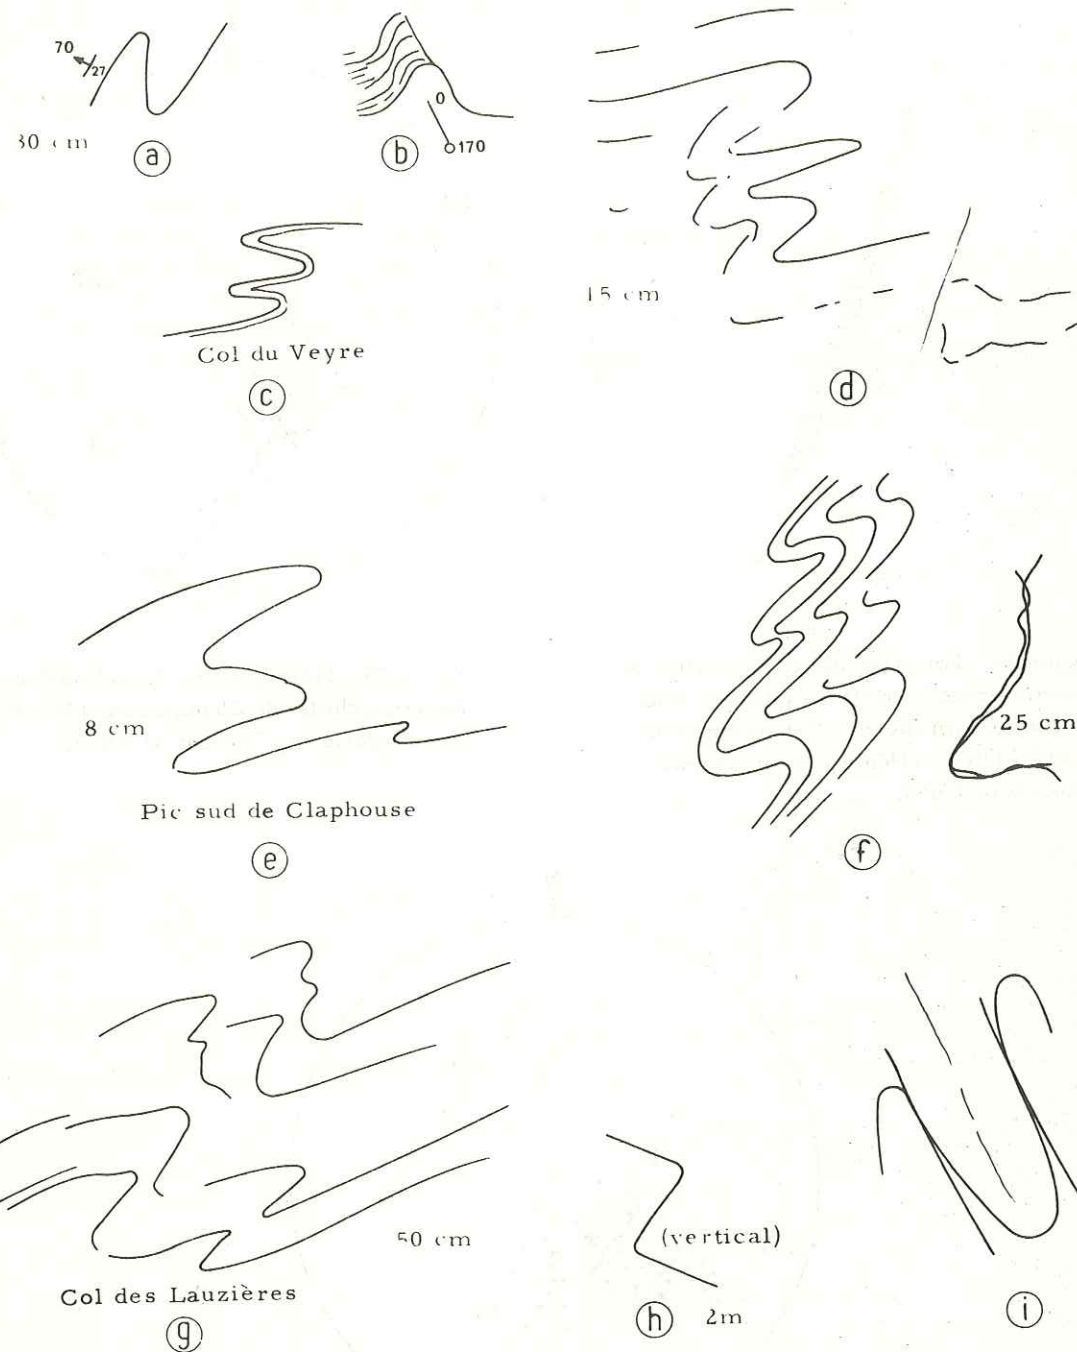 70
27
30 cm
a
0
170
b
Col du Veyre
c
15 cm
d
8 cm
Pic sud de Claphouse
e
25 cm
f
50 cm
Col des Lauzières
g
(vertical)
h
2m
i